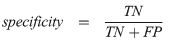 specificity = TN / TN + FP